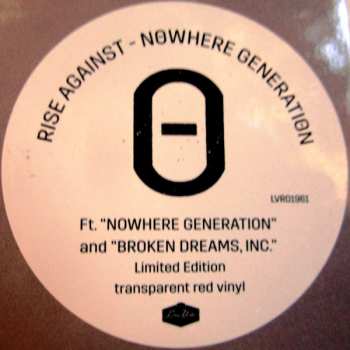 RISE AGAINST - NOWHERE GENERATION
LVR01961
Ft. "NOWHERE GENERATION"
and "BROKEN DREAMS, INC."
Limited Edition
transparent red vinyl